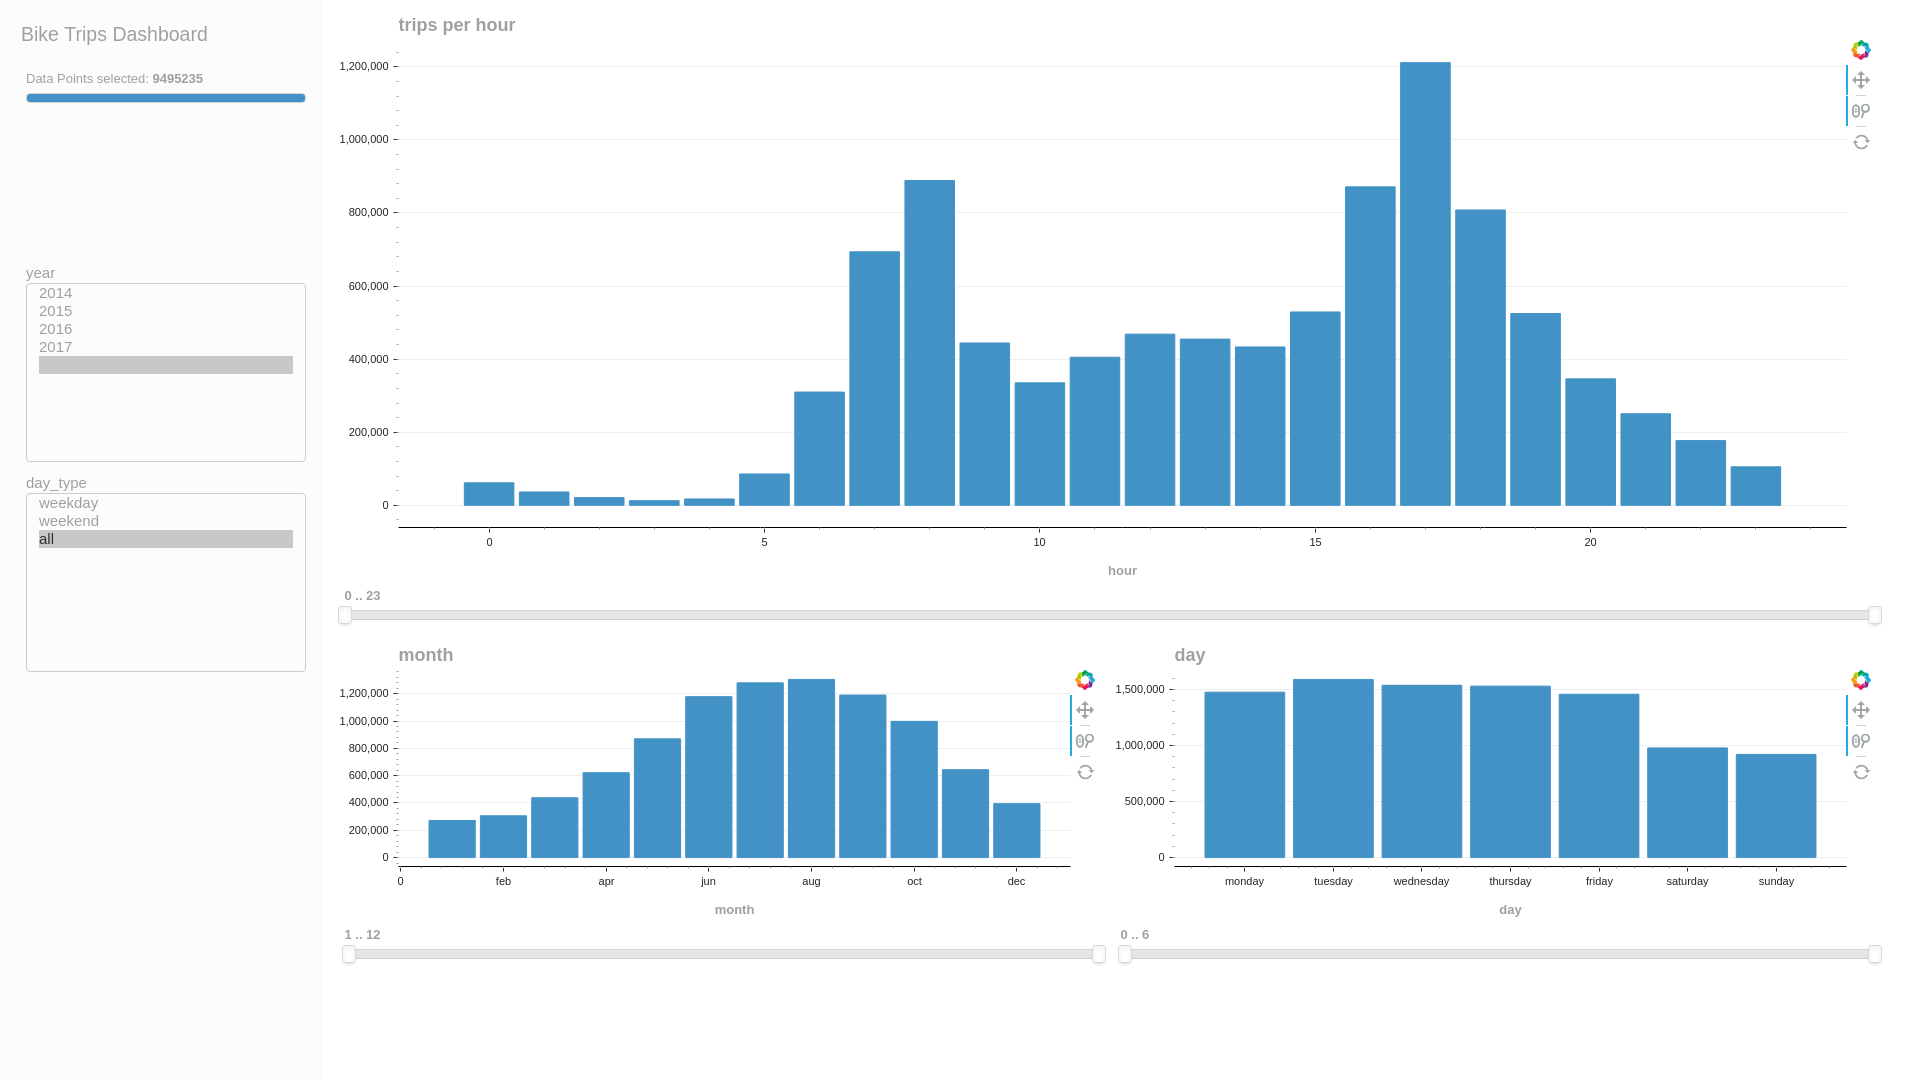 Bike Trips Dashboard
Data Points selected: 9495235
year
2014
2015
2016
2017
day_type
weekday
weekend
all
trips per hour
1,200,000
1,000,000
800,000
600,000
400,000
200,000
0
0 5 10 15 20
hour
0 .. 23
month
1,200,000
1,000,000
800,000
600,000
400,000
200,000
0
0 feb apr jun aug oct dec
month
1 .. 12
day
1,500,000
1,000,000
500,000
0
monday tuesday wednesday thursday friday saturday sunday
day
0 .. 6